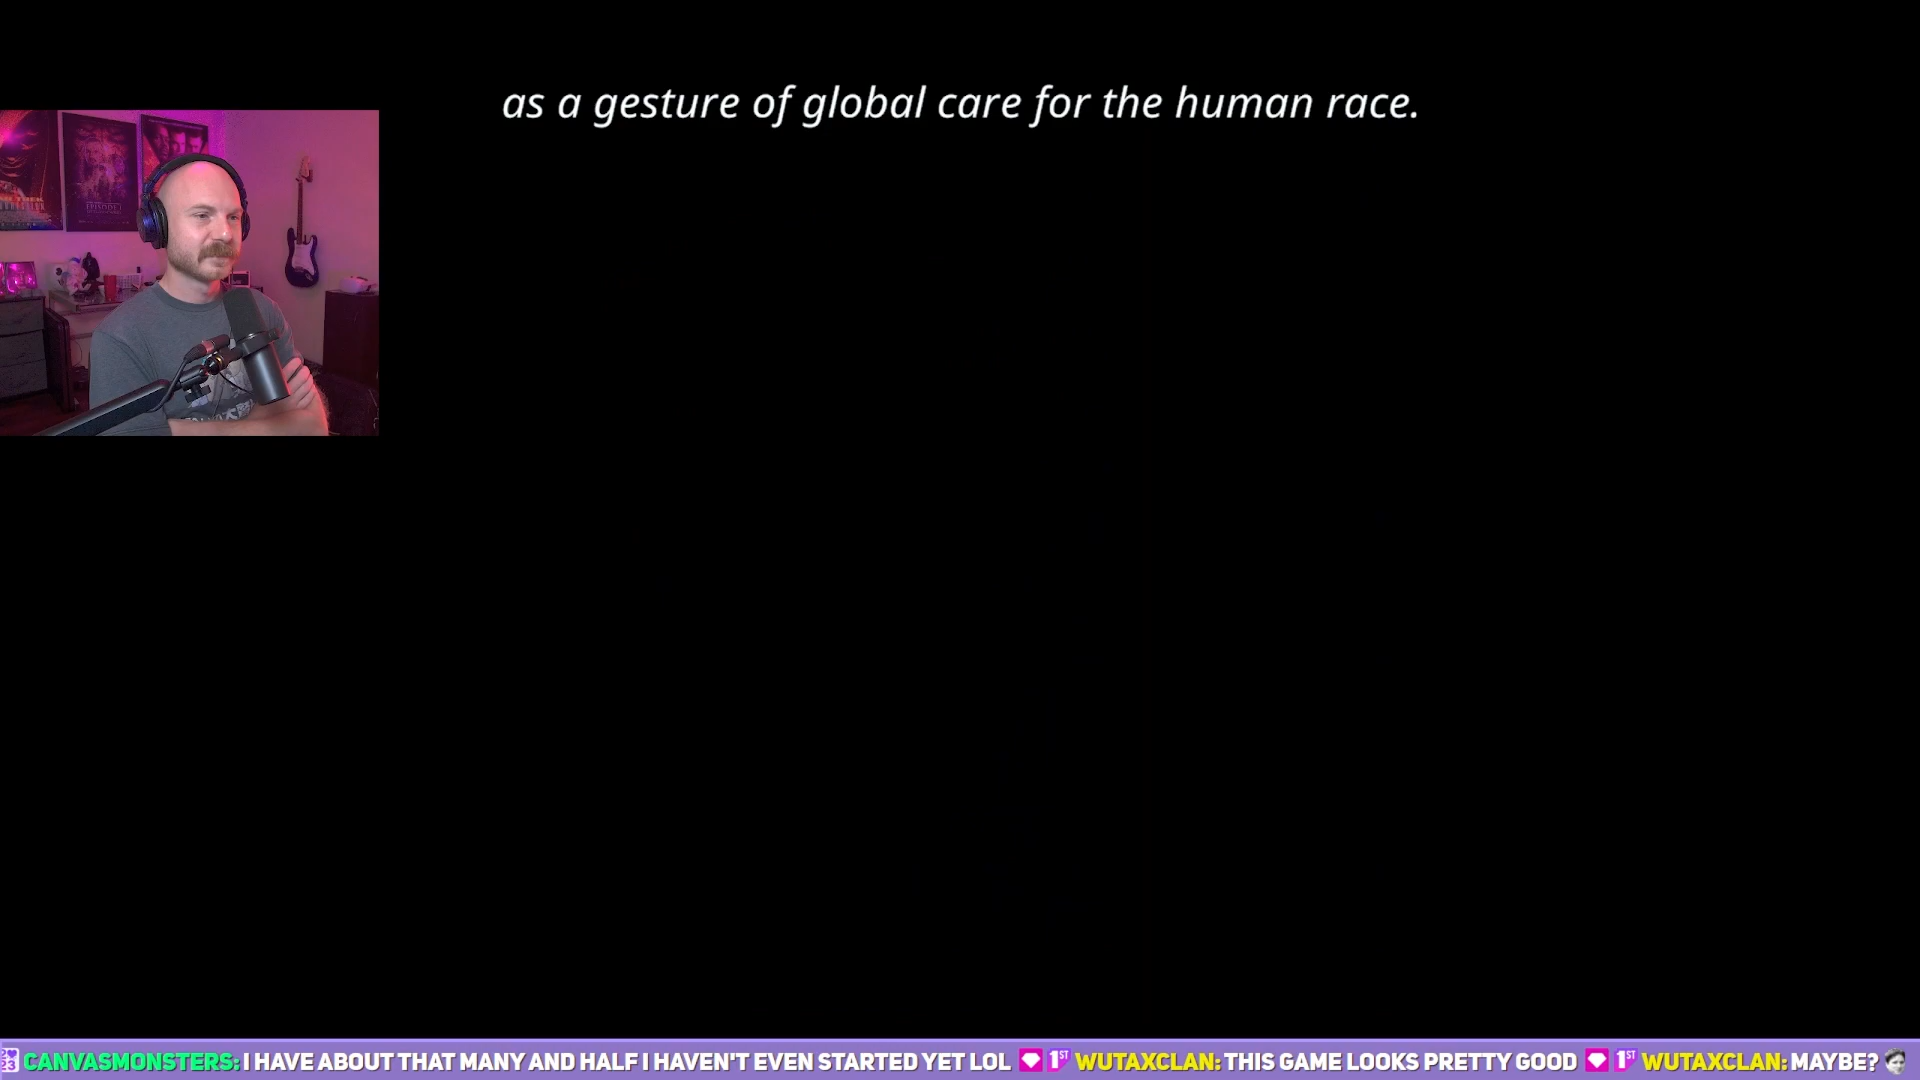 as a gesture of global care for the human race.
EPISODE I
CANVASMONSTERS: I HAVE ABOUT THAT MANY AND HALF I HAVEN'T EVEN STARTED YET LOL 1ST WUTAXCLAN: THIS GAME LOOKS PRETTY GOOD 1ST WUTAXCLAN: MAYBE?